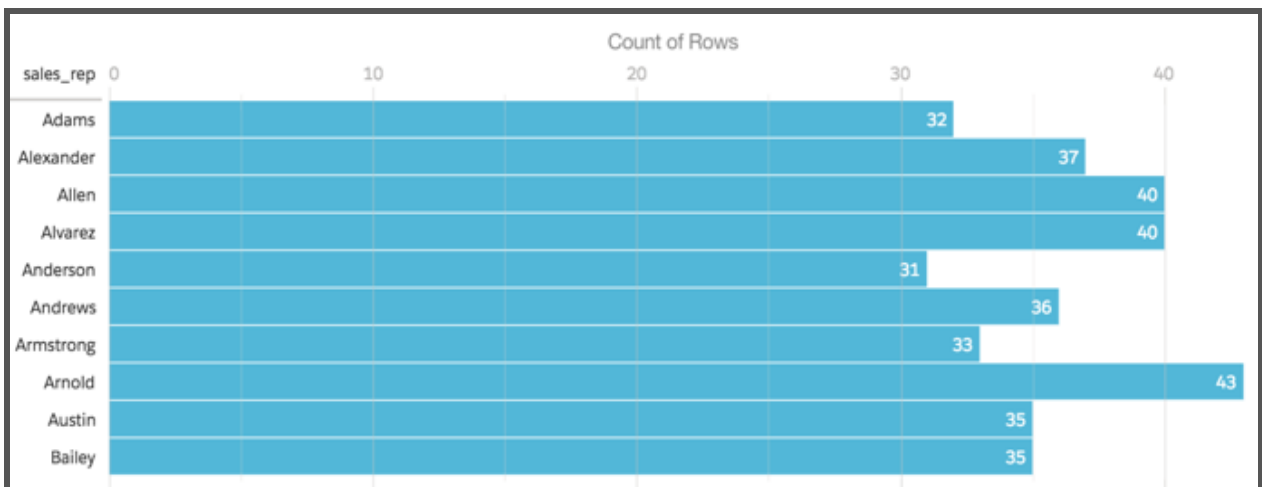 Count of Rows
sales_rep 0 10 20 30 40
Adams 32
Alexander 37
Allen 40
Alvarez 40
Anderson 31
Andrews 36
Armstrong 33
Arnold 43
Austin 35
Bailey 35